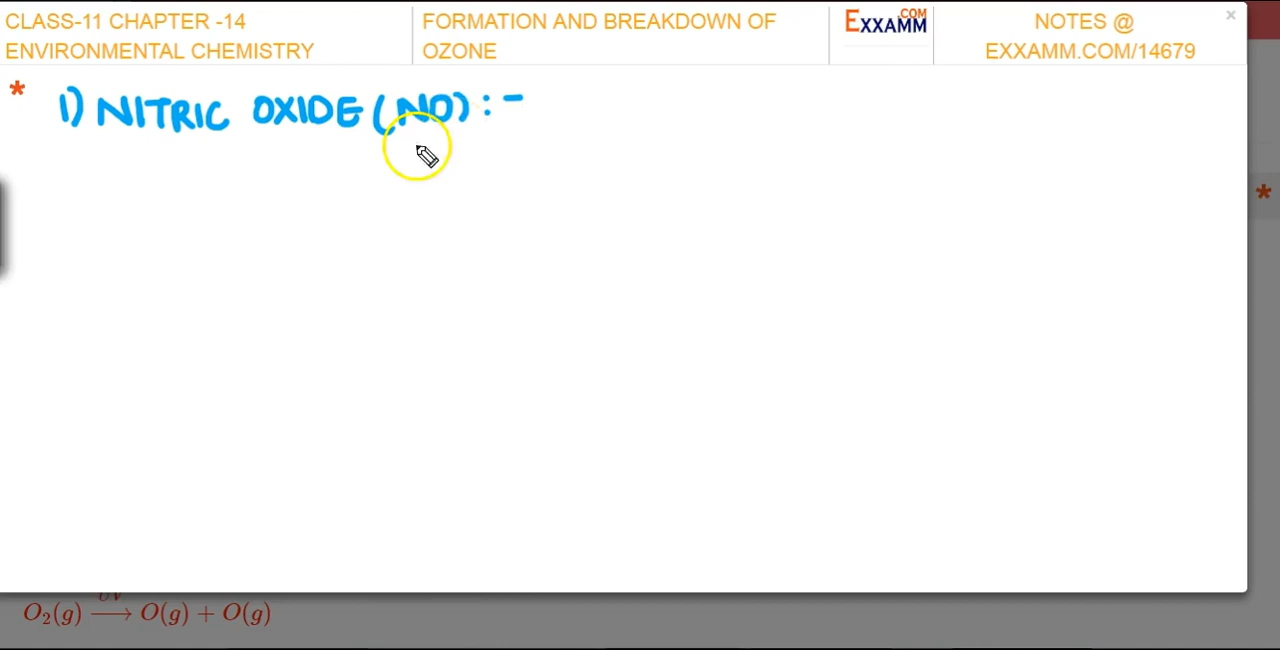 CLASS-11 CHAPTER -14
ENVIRONMENTAL CHEMISTRY
FORMATION AND BREAKDOWN OF
OZONE
EXXAMM.COM
NOTES @
EXXAMM.COM/14679
×
* 1) NITRIC OXIDE (NO) : -
*
O₂(g) ⟶ O(g) + O(g)